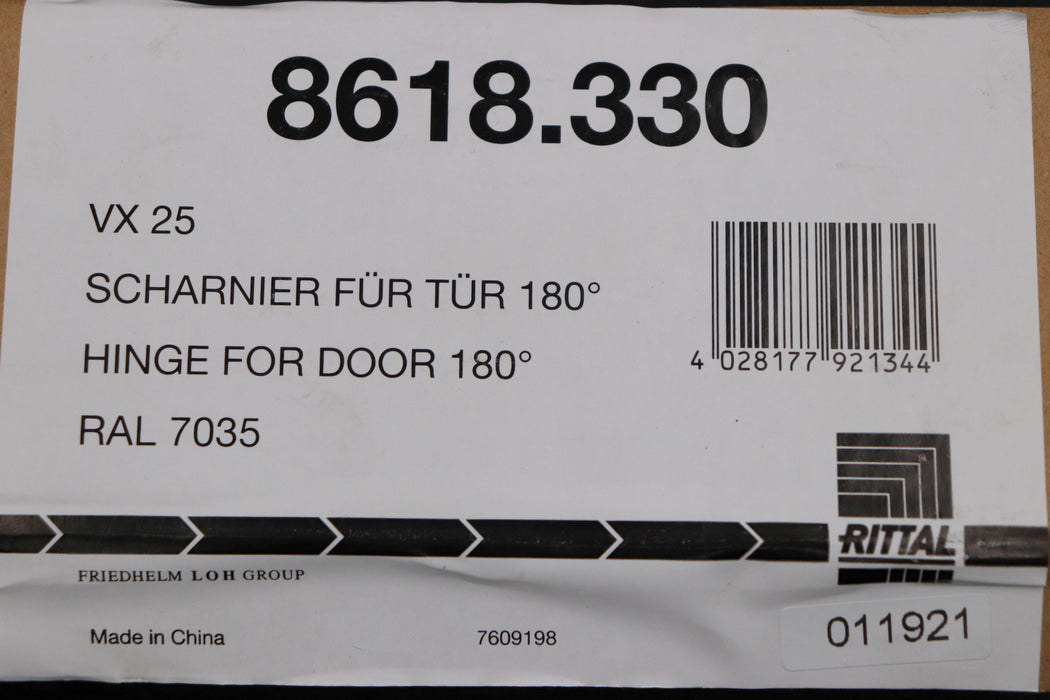 8618.330
VX 25
SCHARNIER FÜR TÜR 180°
HINGE FOR DOOR 180°
RAL 7035
4 028177 921344
RITTAL
FRIEDHELM LOH GROUP
Made in China
7609198
011921